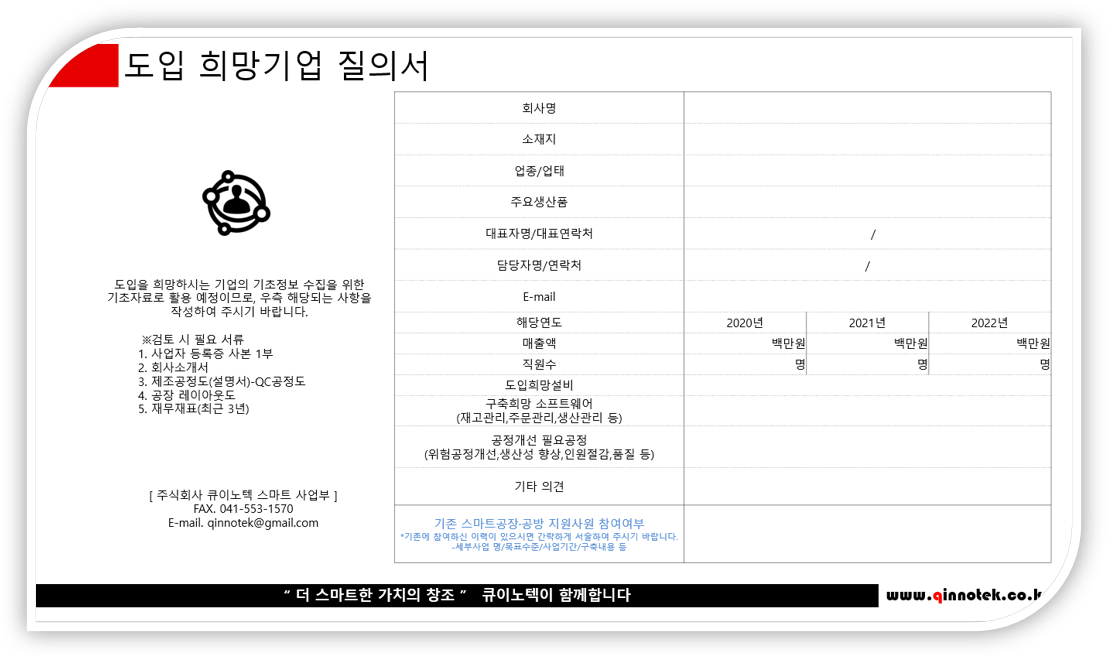 도입 희망기업 질의서
도입을 희망하시는 기업의 기초정보 수집을 위한
기초자료로 활용 예정이므로, 우측 해당되는 사항을
작성하여 주시기 바랍니다.
※검토 시 필요 서류
1. 사업자 등록증 사본 1부
2. 회사소개서
3. 제조공정도(설명서)-QC공정도
4. 공장 레이아웃도
5. 재무재표(최근 3년)
[ 주식회사 큐이노텍 스마트 사업부 ]
FAX. 041-553-1570
E-mail. qinnotek@gmail.com
회사명
소재지
업종/업태
주요생산품
대표자명/대표연락처 /
담당자명/연락처 /
E-mail
해당연도 2020년 2021년 2022년
매출액 백만원 백만원 백만원
직원수 명 명 명
도입희망설비
구축희망 소프트웨어
(재고관리,주문관리,생산관리 등)
공정개선 필요공정
(위험공정개선,생산성 향상,인원절감,품질 등)
기타 의견
기존 스마트공장·공방 지원사원 참여여부
*기존에 참여하신 이력이 있으시면 간략하게 서술하여 주시기 바랍니다.
-세부사업 명/목표수준/사업기간/구축내용 등
“ 더 스마트한 가치의 창조 ” 큐이노텍이 함께합니다
www.qinnotek.co.k